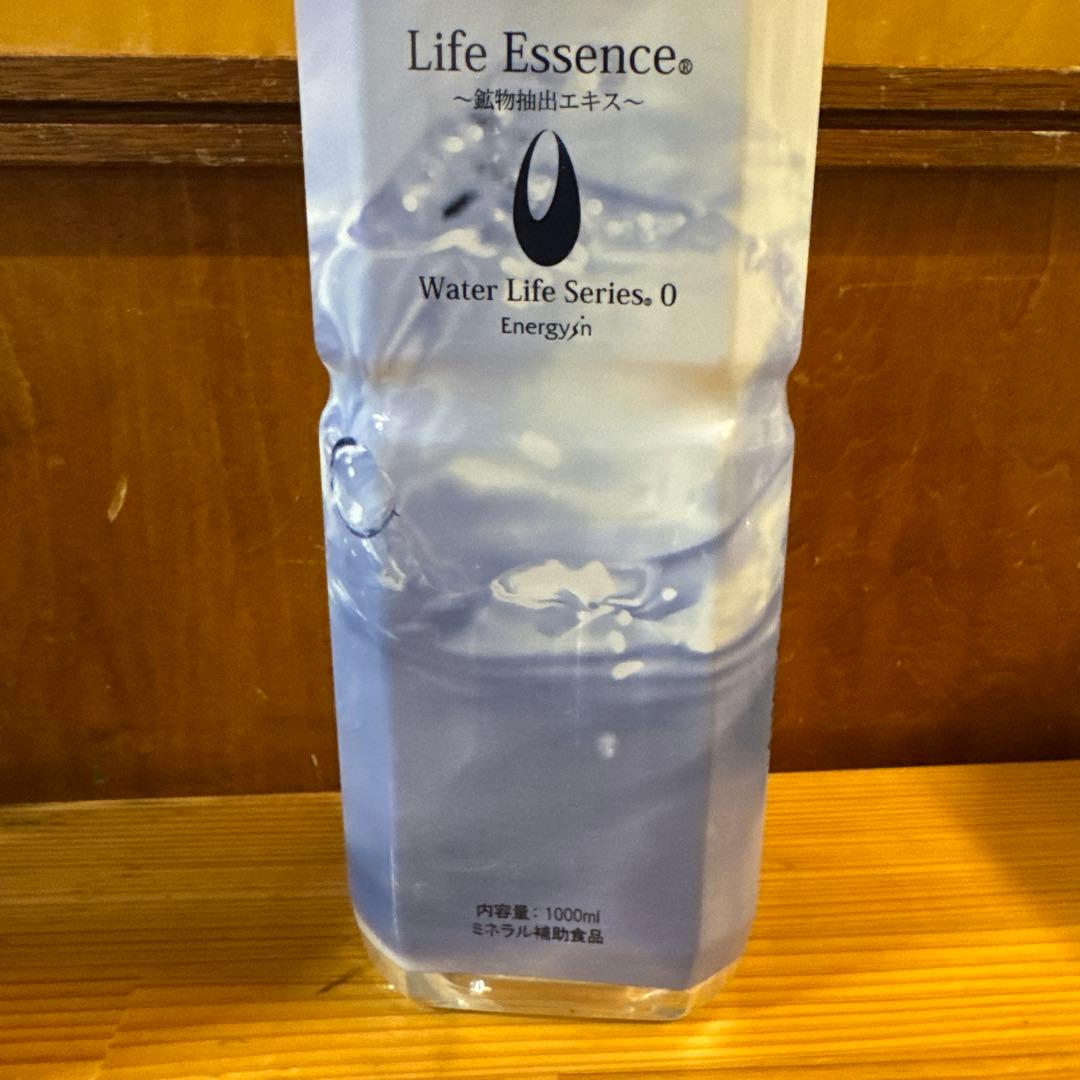 Life Essence®
～鉱物抽出エキス～
Water Life Series® 0
Energysin
内容量：1000ml
ミネラル補助食品